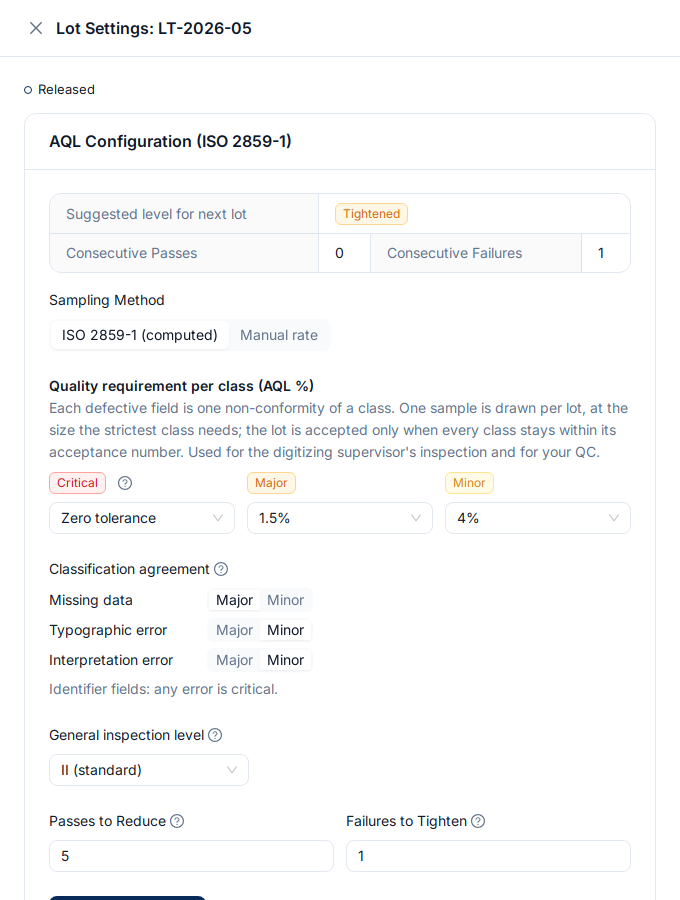 Lot Settings: LT-2026-05
Released
AQL Configuration (ISO 2859-1)
Suggested level for next lot
Tightened
Consecutive Passes
0
Consecutive Failures
1
Sampling Method
ISO 2859-1 (computed)
Manual rate
Quality requirement per class (AQL %)
Each defective field is one non-conformity of a class. One sample is drawn per lot, at the
size the strictest class needs; the lot is accepted only when every class stays within its
acceptance number. Used for the digitizing supervisor's inspection and for your QC.
Critical
Major
Minor
Zero tolerance
1.5%
4%
Classification agreement
Missing data
Major
Minor
Typographic error
Major
Minor
Interpretation error
Major
Minor
Identifier fields: any error is critical.
General inspection level
II (standard)
Passes to Reduce
Failures to Tighten
5
1